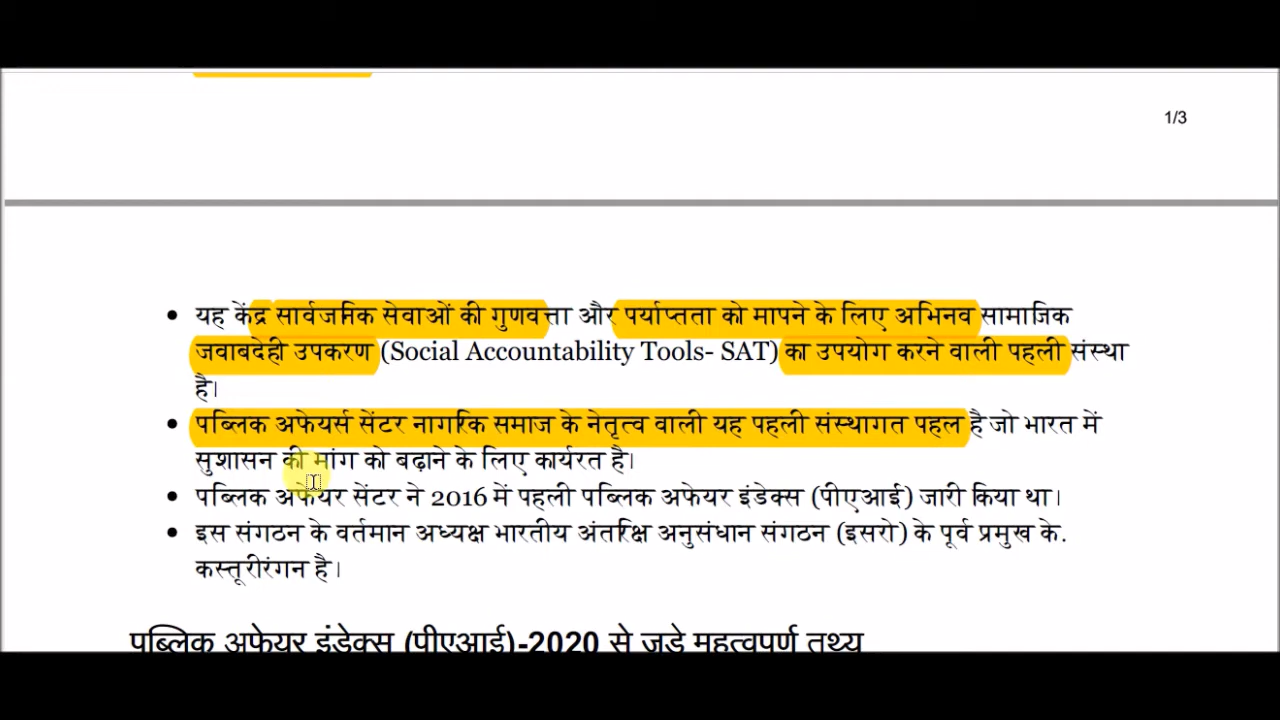 1/3
यह केंद्र सार्वजनिक सेवाओं की गुणवत्ता और पर्याप्तता को मापने के लिए अभिनव सामाजिक
जवाबदेही उपकरण (Social Accountability Tools- SAT) का उपयोग करने वाली पहली संस्था
है।
पब्लिक अफेयर्स सेंटर नागरिक समाज के नेतृत्व वाली यह पहली संस्थागत पहल है जो भारत में
सुशासन की मांग को बढ़ाने के लिए कार्यरत है।
पब्लिक अफेयर सेंटर ने 2016 में पहली पब्लिक अफेयर इंडेक्स (पीएआई) जारी किया था।
इस संगठन के वर्तमान अध्यक्ष भारतीय अंतरिक्ष अनुसंधान संगठन (इसरो) के पूर्व प्रमुख के.
कस्तूरीरंगन है।
पब्लिक अफेयर इंडेक्स (पीएआई)-2020 से जुड़े महत्वपूर्ण तथ्य